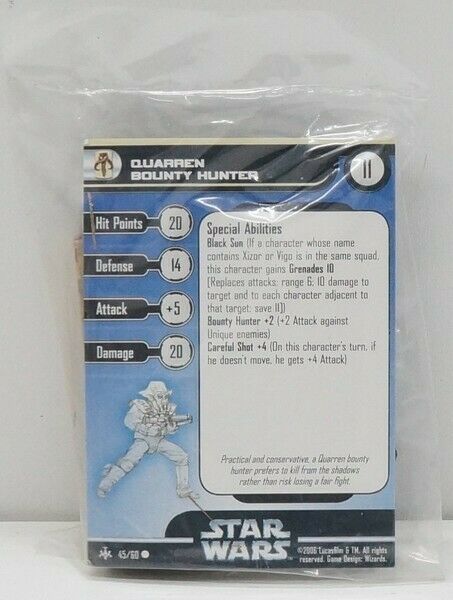 QUARREN
BOUNTY HUNTER
11
Hit Points 20
Defense 14
Attack +5
Damage 20
Special Abilities
Black Sun (If a character whose name
contains Xizor or Vigo is in the same squad,
this character gains Grenades 10
[Replaces attacks: range 6; 10 damage to
target and to each character adjacent to
that target; save 11])
Bounty Hunter +2 (+2 Attack against
Unique enemies)
Careful Shot +4 (On this character's turn, if
he doesn't move, he gets +4 Attack)
Practical and conservative, a Quarren bounty
hunter prefers to kill from the shadows
rather than risk losing a fair fight.
STAR
WARS
45/60
©2006 Lucasfilm & TM. All rights
reserved. Game Design: Wizards.